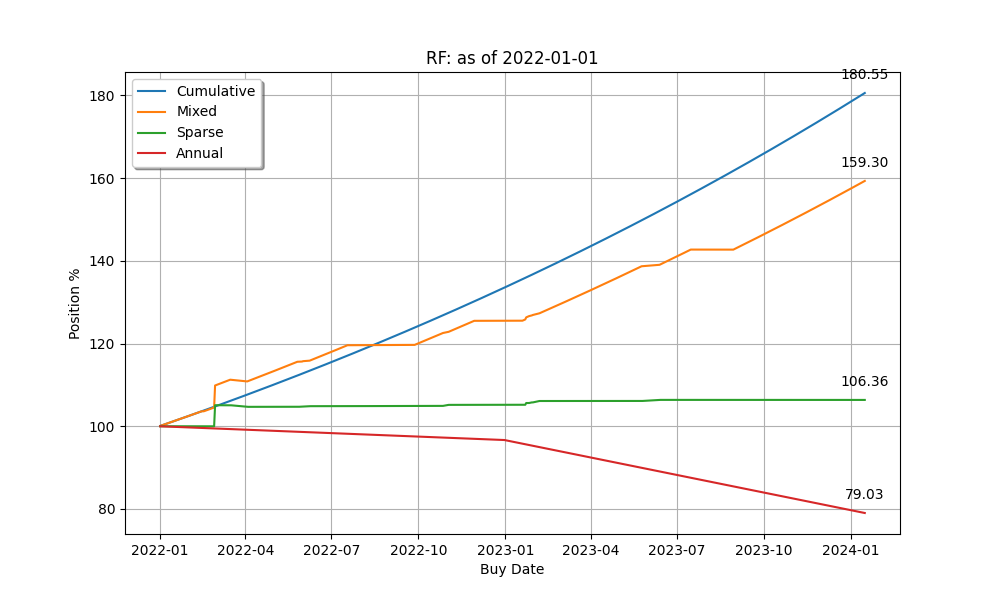 RF: as of 2022-01-01
Cumulative
Mixed
Sparse
Annual
180.55
159.30
106.36
79.03
180
160
140
120
100
80
Position %
2022-01 2022-04 2022-07 2022-10 2023-01 2023-04 2023-07 2023-10 2024-01
Buy Date